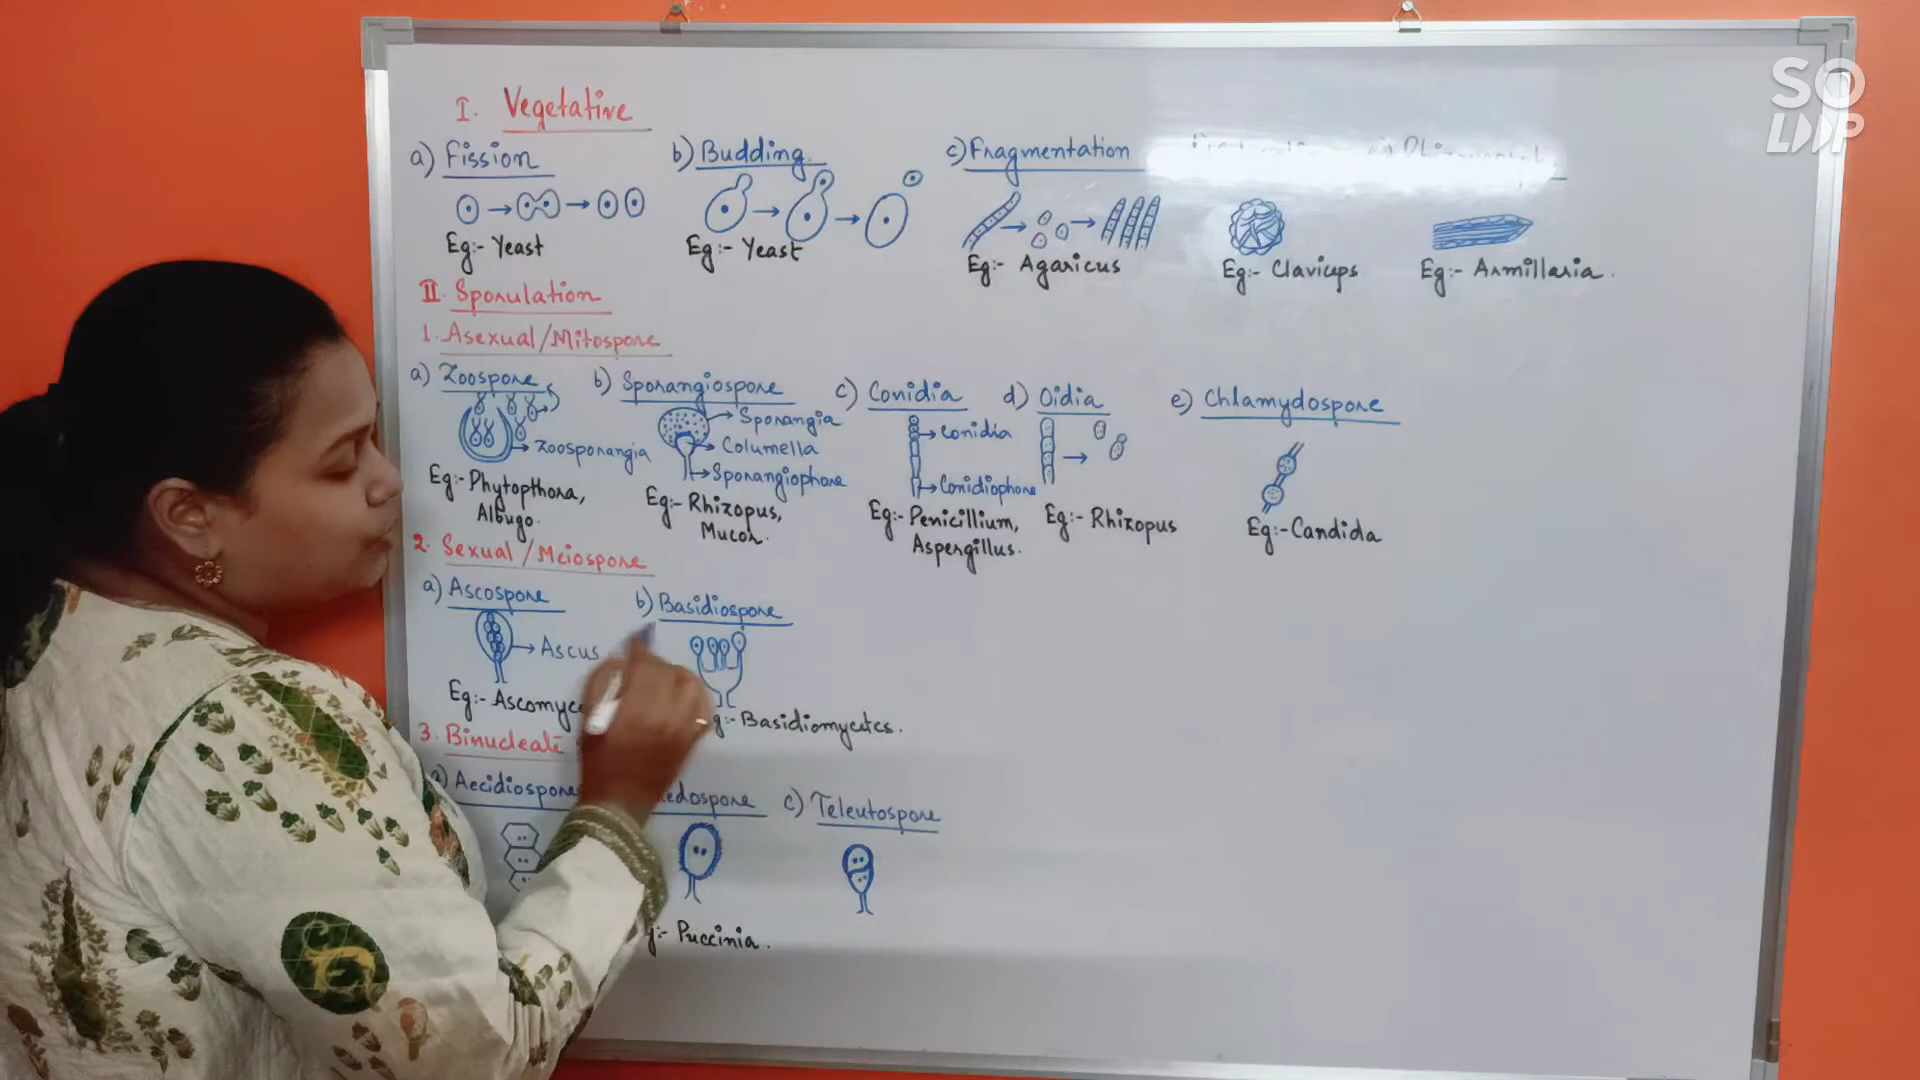 SO
LDP
I. Vegetative
a) Fission
b) Budding
c) Fragmentation
Eg:- Yeast
Eg:- Yeast
Eg:- Agaricus
Eg:- Claviceps
Eg:- Armillaria.
II. Sporulation
1. Asexual/Mitospore
a) Zoospore
b) Sporangiospore
c) Conidia
d) Oidia
e) Chlamydospore
Zoosporangia
Sporangia
Columella
Sporangiophore
Conidia
Conidiophore
Eg:- Phytopthora,
Albugo.
Eg:- Rhizopus,
Mucor.
Eg:- Penicillium,
Aspergillus.
Eg:- Rhizopus
Eg:- Candida
2. Sexual/Meiospore
a) Ascospore
b) Basidiospore
Ascus
Eg:- Ascomyce
g:- Basidiomycetes.
3. Binucleate
a) Aecidiospore
edospore
c) Teleutospore
g:- Puccinia.